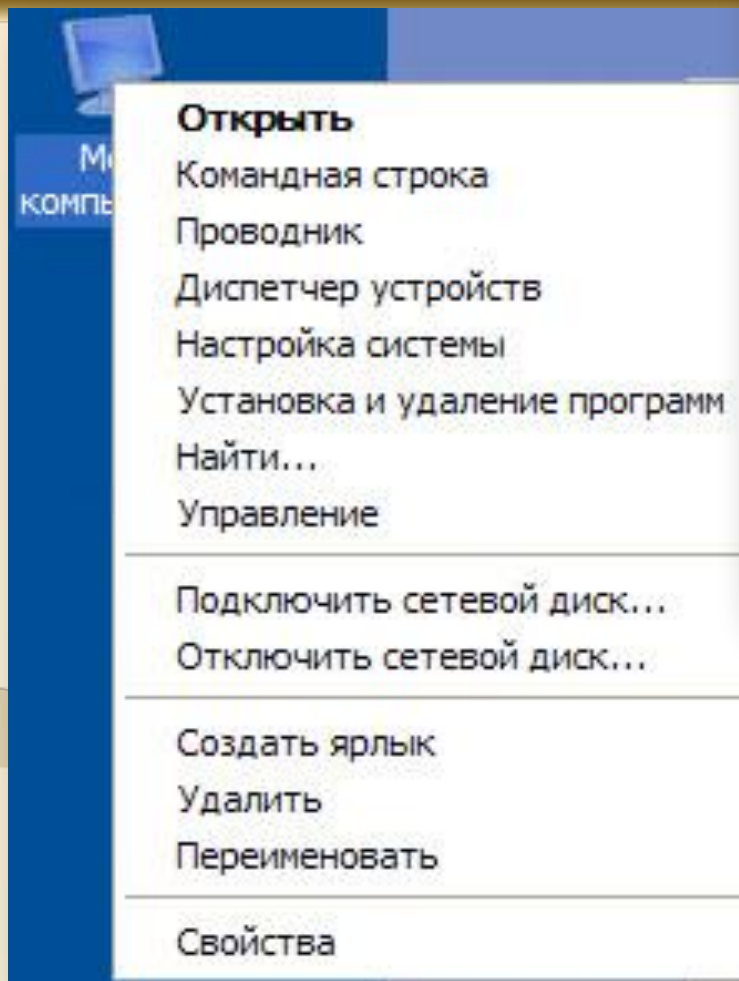 Открыть
Командная строка
Проводник
Диспетчер устройств
Настройка системы
Установка и удаление программ
Найти...
Управление
Подключить сетевой диск...
Отключить сетевой диск...
Создать ярлык
Удалить
Переименовать
Свойства